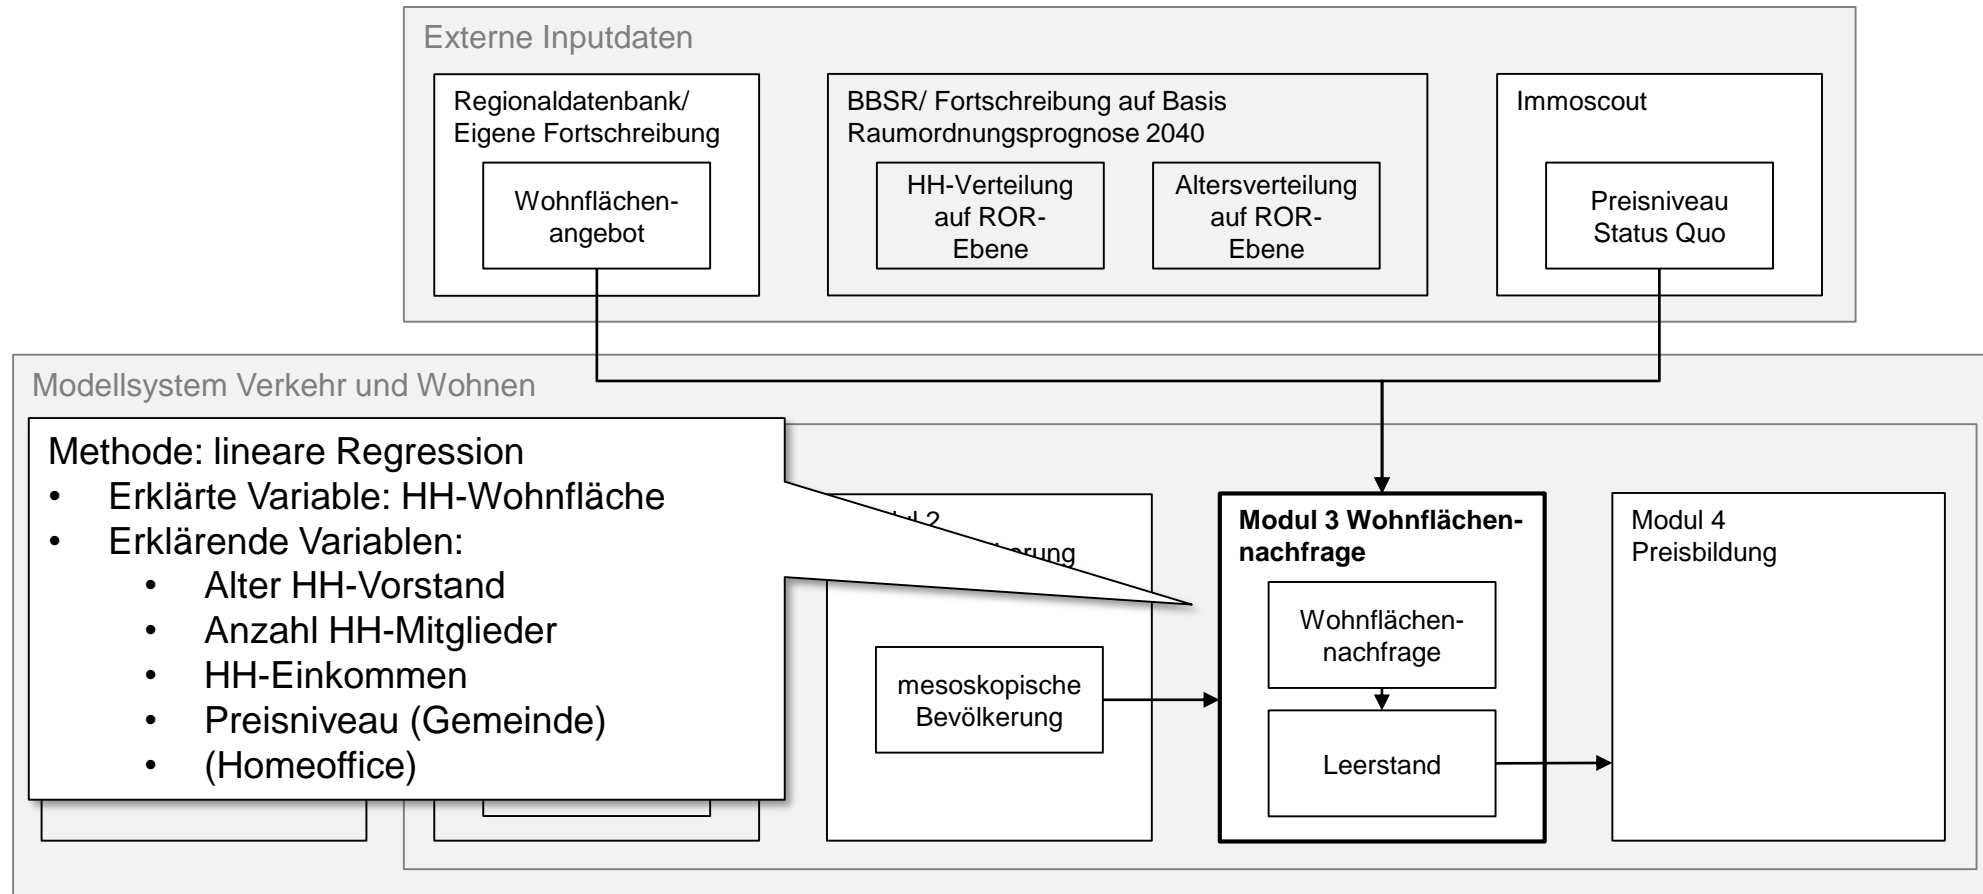 Externe Inputdaten
Regionaldatenbank/
Eigene Fortschreibung
Wohnflächen-
angebot
BBSR/ Fortschreibung auf Basis
Raumordnungsprognose 2040
HH-Verteilung
auf ROR-
Ebene
Altersverteilung
auf ROR-
Ebene
Immoscout
Preisniveau
Status Quo
Modellsystem Verkehr und Wohnen
Methode: lineare Regression
• Erklärte Variable: HH-Wohnfläche
• Erklärende Variablen:
• Alter HH-Vorstand
• Anzahl HH-Mitglieder
• HH-Einkommen
• Preisniveau (Gemeinde)
• (Homeoffice)
2
mesoskopische
Bevölkerung
Modul 3 Wohnflächen-
nachfrage
Wohnflächen-
nachfrage
Leerstand
Modul 4
Preisbildung